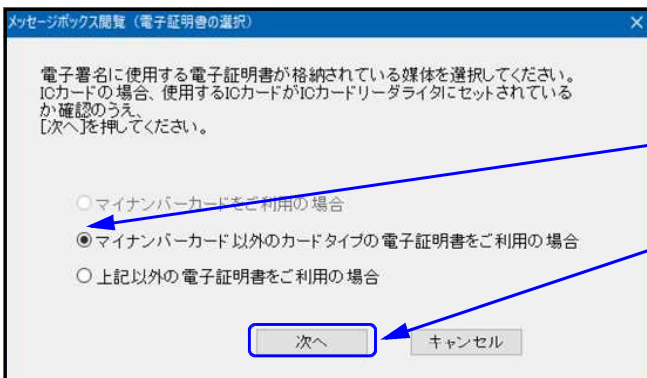 メッセージボックス閲覧（電子証明書の選択）
電子署名に使用する電子証明書が格納されている媒体を選択してください。
ICカードの場合、使用するICカードがICカードリーダライタにセットされている
か確認のうえ、
［次へ］を押してください。
マイナンバーカードをご利用の場合
マイナンバーカード以外のカードタイプの電子証明書をご利用の場合
上記以外の電子証明書をご利用の場合
次へ キャンセル